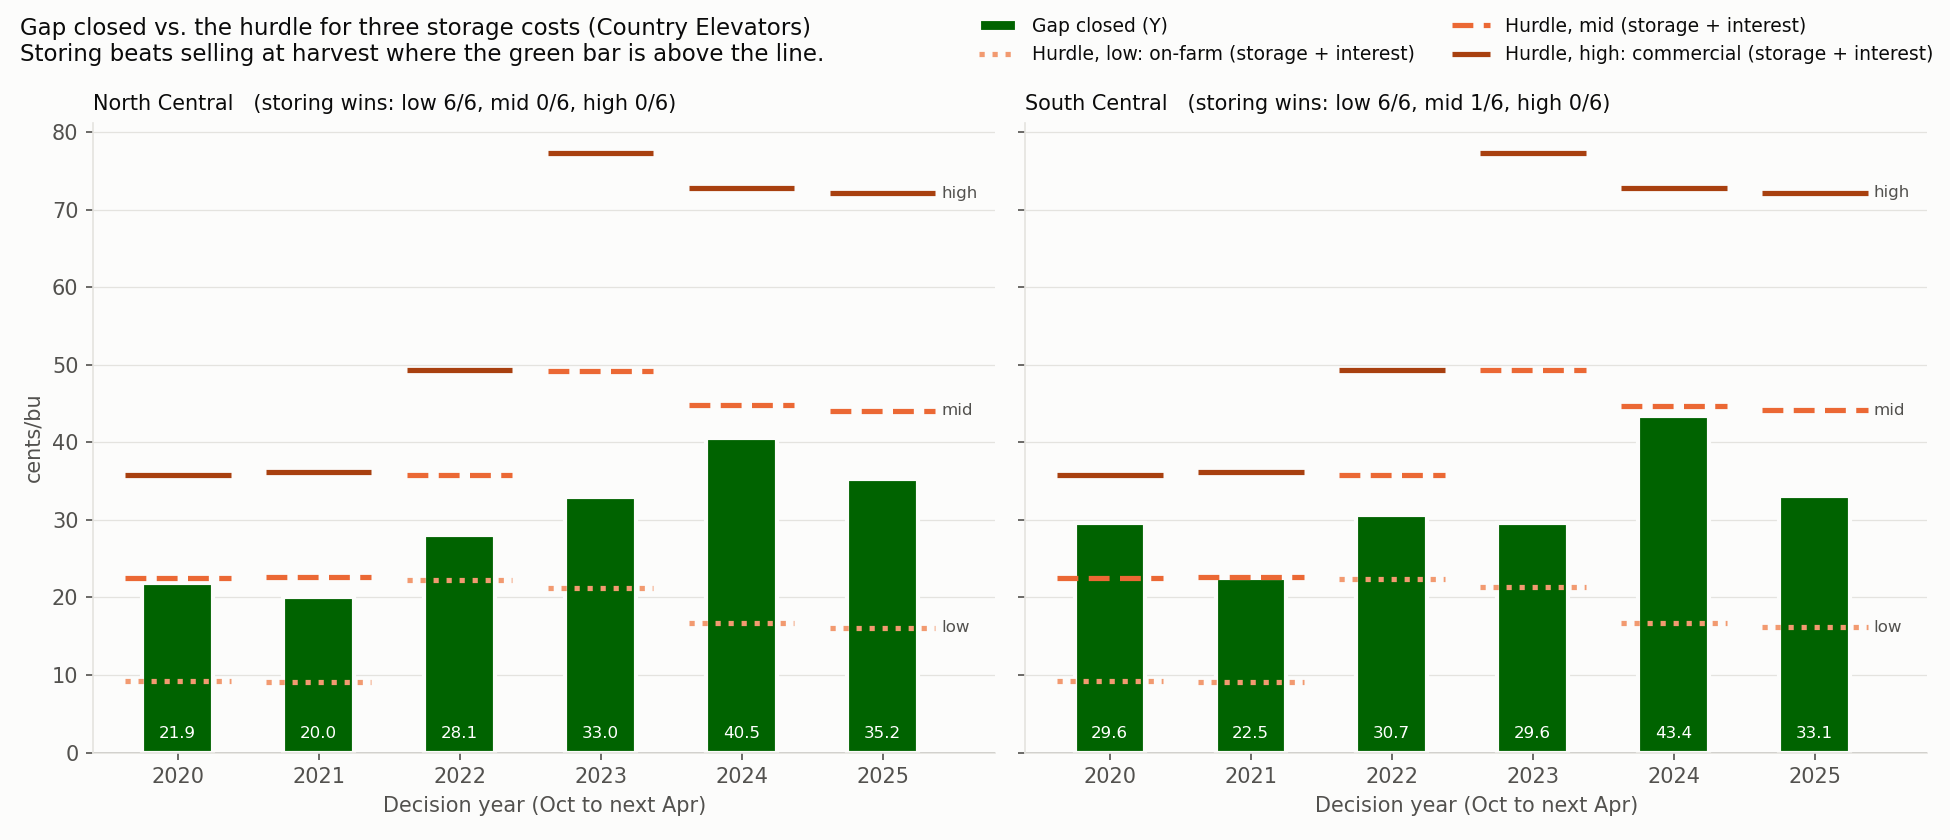 Gap closed vs. the hurdle for three storage costs (Country Elevators)
Storing beats selling at harvest where the green bar is above the line.
Gap closed (Y)
Hurdle, low: on-farm (storage + interest)
Hurdle, mid (storage + interest)
Hurdle, high: commercial (storage + interest)
North Central (storing wins: low 6/6, mid 0/6, high 0/6)
cents/bu
80
70
60
50
40
30
20
10
0
high
mid
low
21.9
20.0
28.1
33.0
40.5
35.2
2020
2021
2022
2023
2024
2025
Decision year (Oct to next Apr)
South Central (storing wins: low 6/6, mid 1/6, high 0/6)
high
mid
low
29.6
22.5
30.7
29.6
43.4
33.1
2020
2021
2022
2023
2024
2025
Decision year (Oct to next Apr)